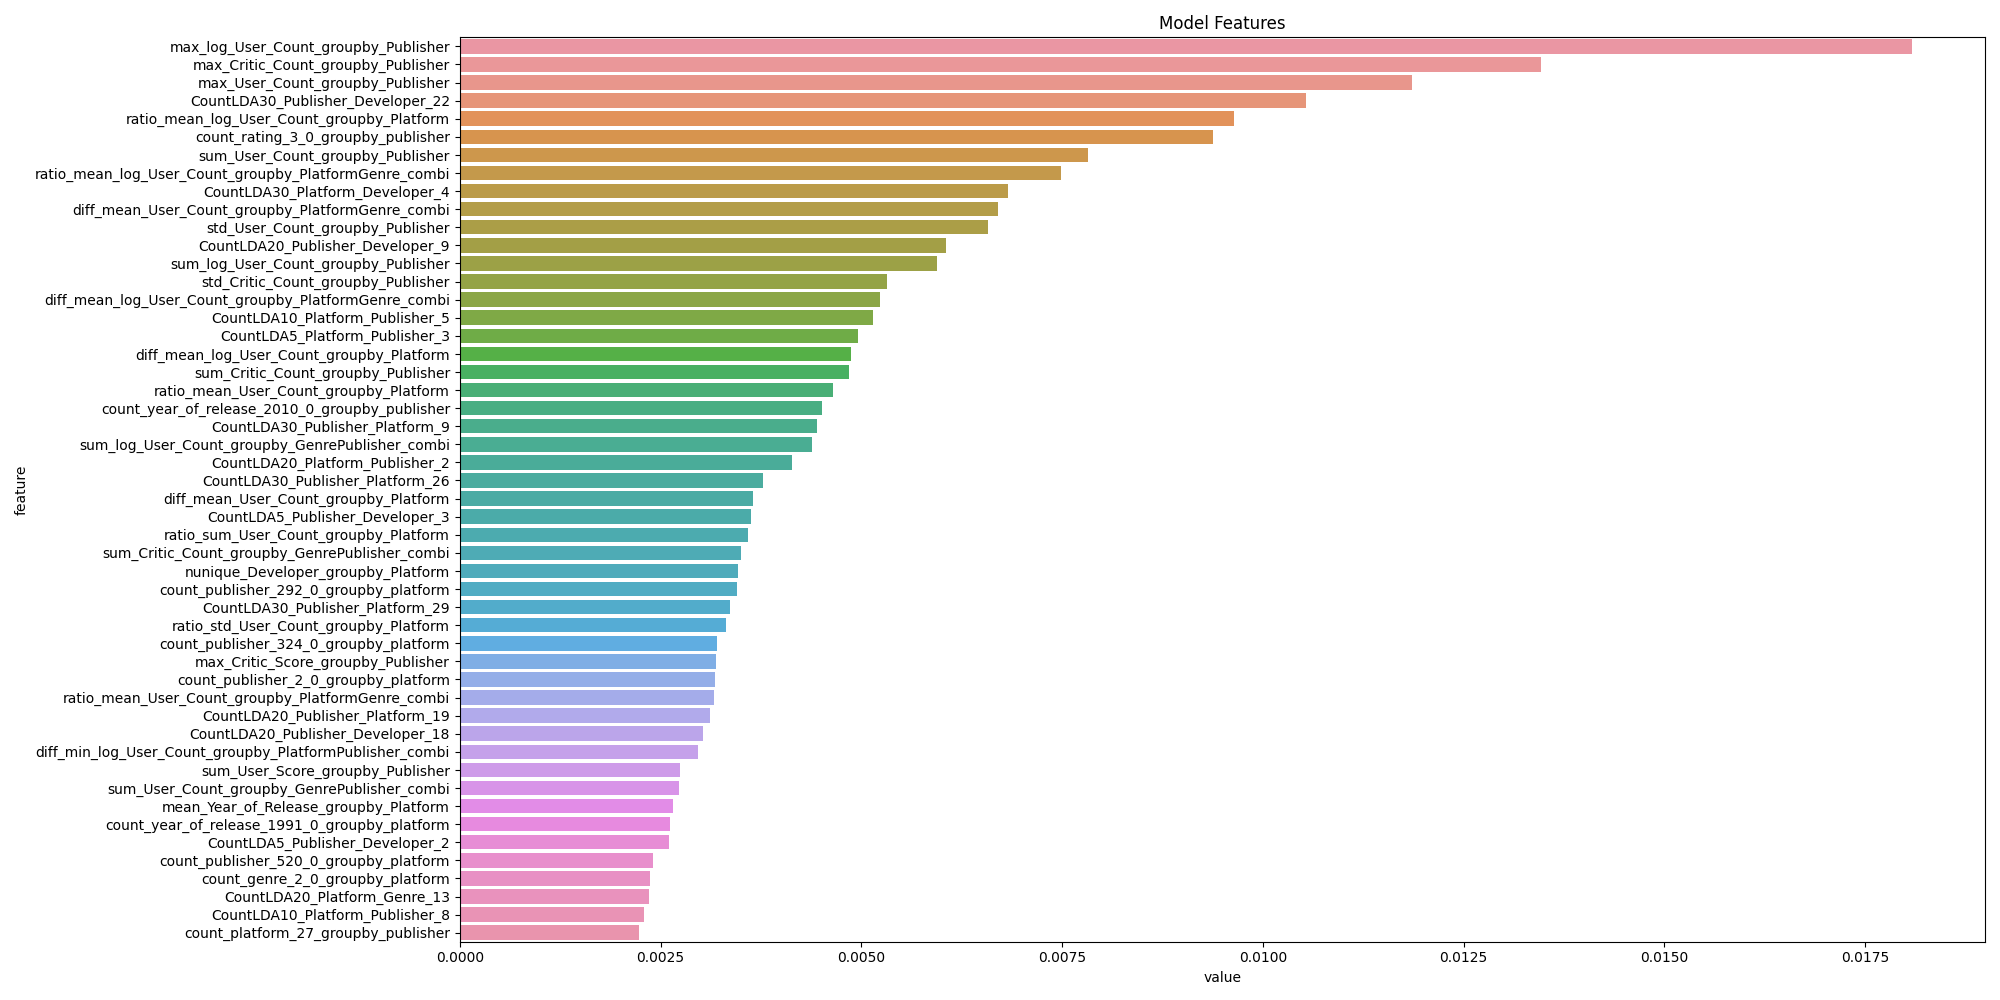 Model Features
max_log_User_Count_groupby_Publisher
max_Critic_Count_groupby_Publisher
max_User_Count_groupby_Publisher
CountLDA30_Publisher_Developer_22
ratio_mean_log_User_Count_groupby_Platform
count_rating_3_0_groupby_publisher
sum_User_Count_groupby_Publisher
ratio_mean_log_User_Count_groupby_PlatformGenre_combi
CountLDA30_Platform_Developer_4
diff_mean_User_Count_groupby_PlatformGenre_combi
std_User_Count_groupby_Publisher
CountLDA20_Publisher_Developer_9
sum_log_User_Count_groupby_Publisher
std_Critic_Count_groupby_Publisher
diff_mean_log_User_Count_groupby_PlatformGenre_combi
CountLDA10_Platform_Publisher_5
CountLDA5_Platform_Publisher_3
diff_mean_log_User_Count_groupby_Platform
sum_Critic_Count_groupby_Publisher
ratio_mean_User_Count_groupby_Platform
count_year_of_release_2010_0_groupby_publisher
CountLDA30_Publisher_Platform_9
sum_log_User_Count_groupby_GenrePublisher_combi
CountLDA20_Platform_Publisher_2
CountLDA30_Publisher_Platform_26
diff_mean_User_Count_groupby_Platform
CountLDA5_Publisher_Developer_3
ratio_sum_User_Count_groupby_Platform
sum_Critic_Count_groupby_GenrePublisher_combi
nunique_Developer_groupby_Platform
count_publisher_292_0_groupby_platform
CountLDA30_Publisher_Platform_29
ratio_std_User_Count_groupby_Platform
count_publisher_324_0_groupby_platform
max_Critic_Score_groupby_Publisher
count_publisher_2_0_groupby_platform
ratio_mean_User_Count_groupby_PlatformGenre_combi
CountLDA20_Publisher_Platform_19
CountLDA20_Publisher_Developer_18
diff_min_log_User_Count_groupby_PlatformPublisher_combi
sum_User_Score_groupby_Publisher
sum_User_Count_groupby_GenrePublisher_combi
mean_Year_of_Release_groupby_Platform
count_year_of_release_1991_0_groupby_platform
CountLDA5_Publisher_Developer_2
count_publisher_520_0_groupby_platform
count_genre_2_0_groupby_platform
CountLDA20_Platform_Genre_13
CountLDA10_Platform_Publisher_8
count_platform_27_groupby_publisher
feature
0.0000 0.0025 0.0050 0.0075 0.0100 0.0125 0.0150 0.0175
value